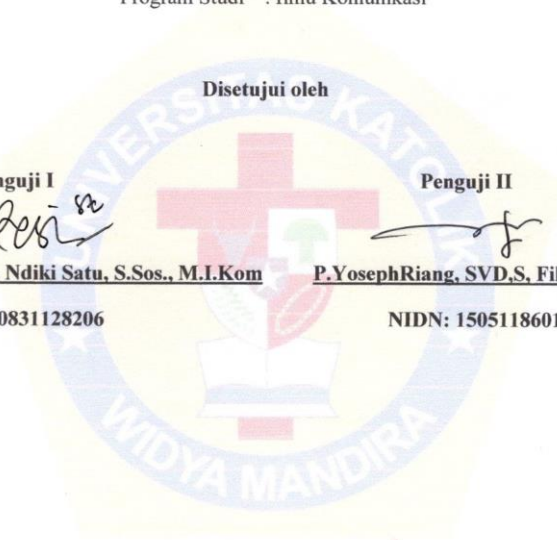 Program Studi : Ilmu Komunikasi
Disetujui oleh
nguji I
Penguji II
Ndiki Satu, S.Sos., M.I.Kom
P.YosephRiang, SVD,S, Fil
0831128206
NIDN: 1505118601
UNIVERSITAS KATOLIK
WIDYA MANDIRA